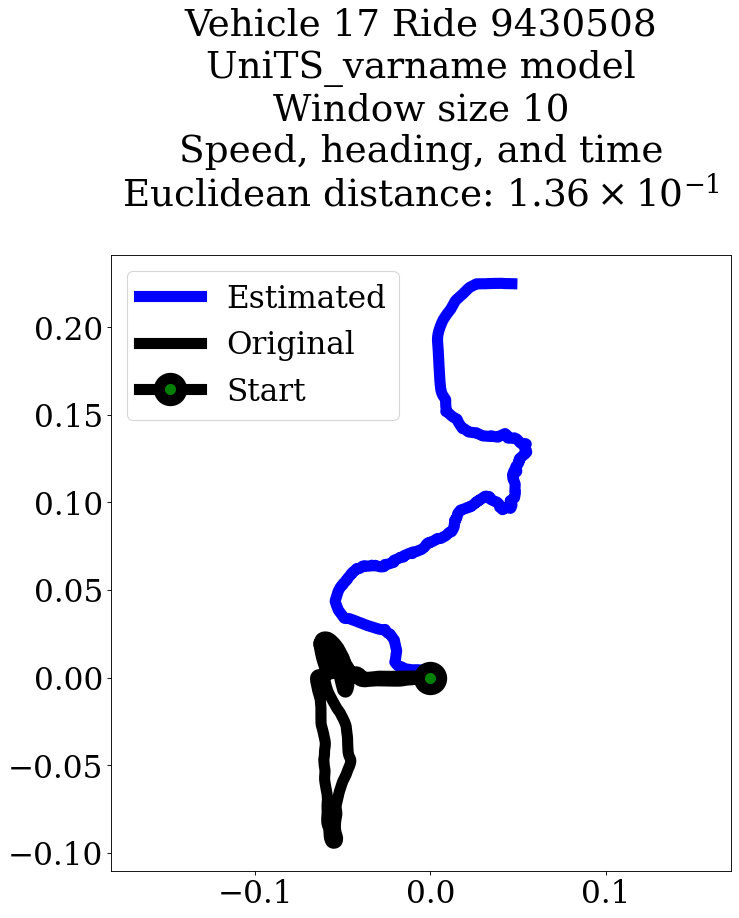 Vehicle 17 Ride 9430508
UniTS_varname model
Window size 10
Speed, heading, and time
Euclidean distance: 1.36 × 10⁻¹
Estimated
Original
Start
0.20
0.15
0.10
0.05
0.00
−0.05
−0.10
−0.1 0.0 0.1